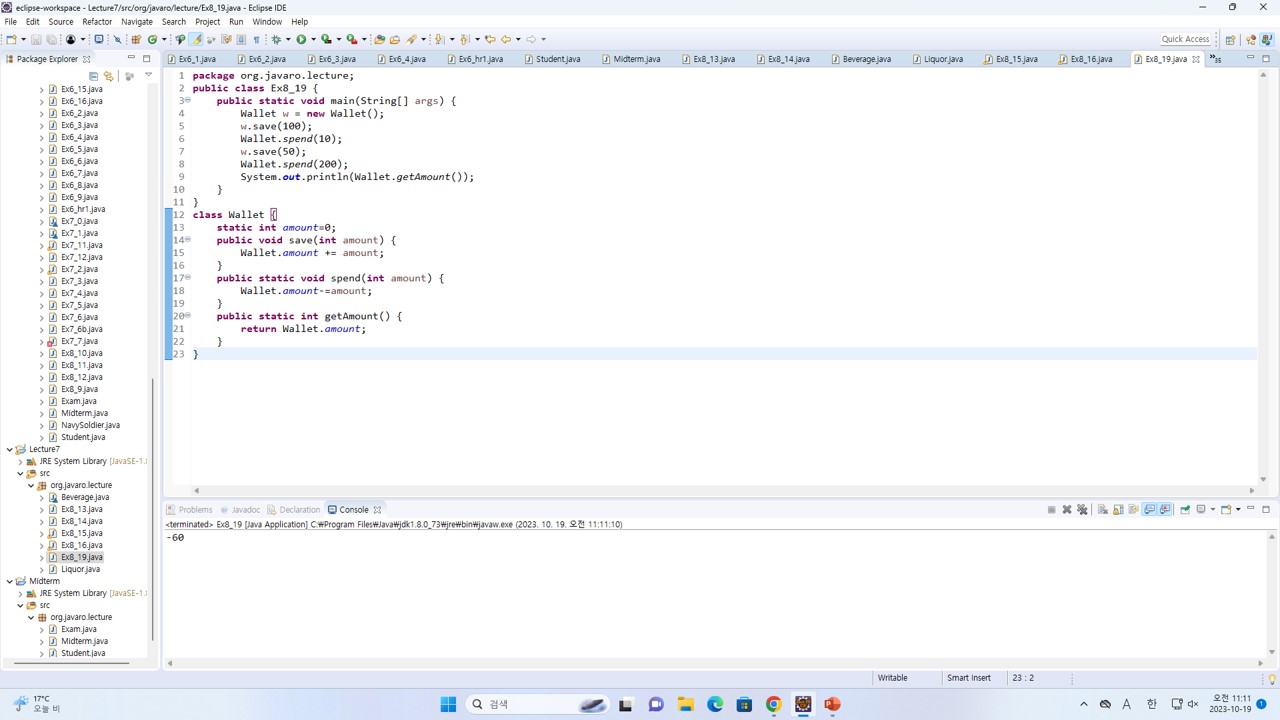 eclipse-workspace - Lecture7/src/org/javaro/lecture/Ex8_19.java - Eclipse IDE
File Edit Source Refactor Navigate Search Project Run Window Help
Quick Access
Package Explorer
Ex6_1.java Ex6_2.java Ex6_3.java Ex6_4.java Ex6_hr1.java Student.java Midterm.java Ex8_13.java Ex8_14.java Beverage.java Liquor.java Ex8_15.java Ex8_16.java Ex8_19.java »35
Ex6_15.java
Ex6_16.java
Ex6_2.java
Ex6_3.java
Ex6_4.java
Ex6_5.java
Ex6_6.java
Ex6_7.java
Ex6_8.java
Ex6_9.java
Ex6_hr1.java
Ex7_0.java
Ex7_1.java
Ex7_11.java
Ex7_12.java
Ex7_2.java
Ex7_3.java
Ex7_4.java
Ex7_5.java
Ex7_6.java
Ex7_6b.java
Ex7_7.java
Ex8_10.java
Ex8_11.java
Ex8_12.java
Ex8_9.java
Exam.java
Midterm.java
NavySoldier.java
Student.java
Lecture7
JRE System Library [JavaSE-1.8
src
org.javaro.lecture
Beverage.java
Ex8_13.java
Ex8_14.java
Ex8_15.java
Ex8_16.java
Ex8_19.java
Liquor.java
Midterm
JRE System Library [JavaSE-1.8
src
org.javaro.lecture
Exam.java
Midterm.java
Student.java
1 package org.javaro.lecture;
2 public class Ex8_19 {
3 public static void main(String[] args) {
4 Wallet w = new Wallet();
5 w.save(100);
6 Wallet.spend(10);
7 w.save(50);
8 Wallet.spend(200);
9 System.out.println(Wallet.getAmount());
10 }
11 }
12 class Wallet {
13 static int amount=0;
14 public void save(int amount) {
15 Wallet.amount += amount;
16 }
17 public static void spend(int amount) {
18 Wallet.amount-=amount;
19 }
20 public static int getAmount() {
21 return Wallet.amount;
22 }
23 }
Problems Javadoc Declaration Console
<terminated> Ex8_19 [Java Application] C:₩Program Files₩Java₩jdk1.8.0_73₩jre₩bin₩javaw.exe (2023. 10. 19. 오전 11:11:10)
-60
Writable Smart Insert 23 : 2
17°C
오늘 비
검색
A 한
오전 11:11
2023-10-19